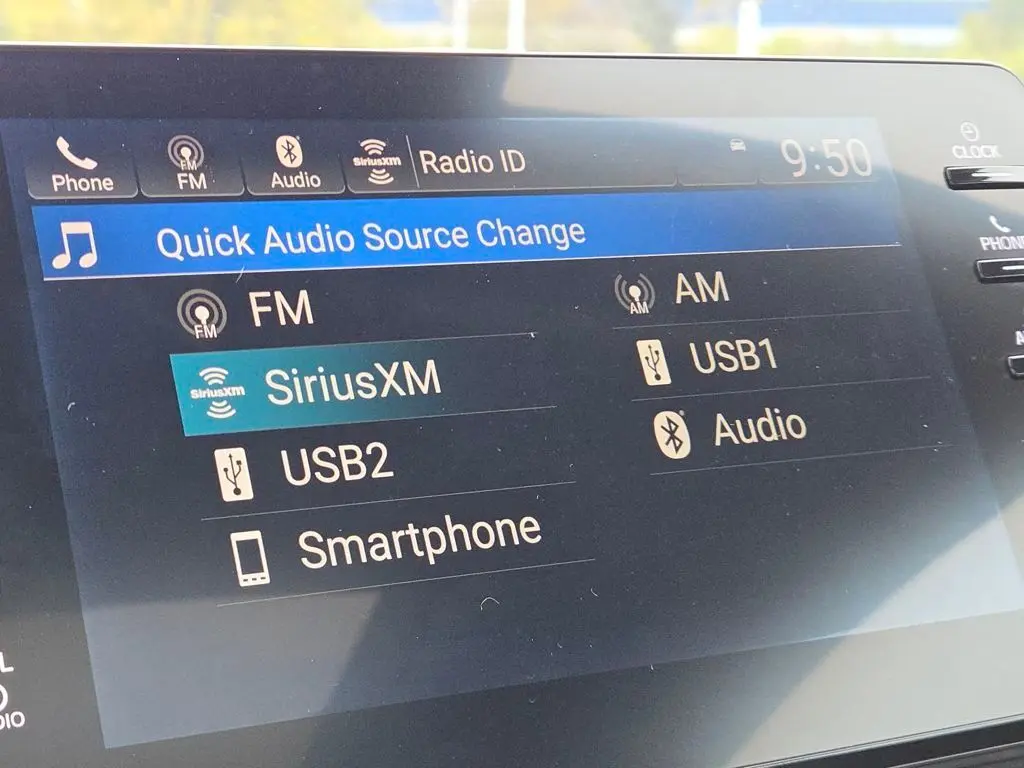 Phone
FM
FM
Audio
SiriusXM
Radio ID
9:50
CLOCK
Quick Audio Source Change
PHONE
FM
FM
AM
AM
SiriusXM
SiriusXM
USB1
USB2
Audio
Smartphone